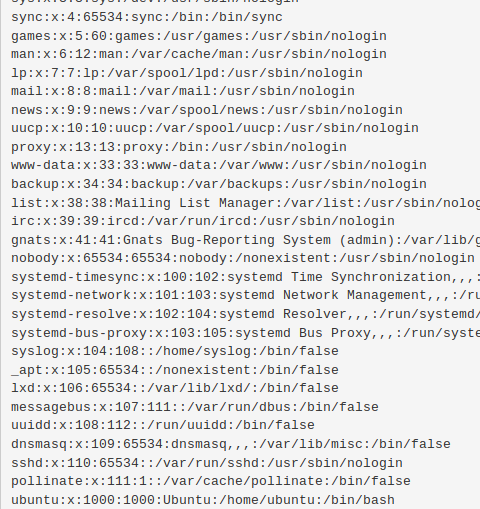 sync:x:4:65534:sync:/bin:/bin/sync
games:x:5:60:games:/usr/games:/usr/sbin/nologin
man:x:6:12:man:/var/cache/man:/usr/sbin/nologin
lp:x:7:7:lp:/var/spool/lpd:/usr/sbin/nologin
mail:x:8:8:mail:/var/mail:/usr/sbin/nologin
news:x:9:9:news:/var/spool/news:/usr/sbin/nologin
uucp:x:10:10:uucp:/var/spool/uucp:/usr/sbin/nologin
proxy:x:13:13:proxy:/bin:/usr/sbin/nologin
www-data:x:33:33:www-data:/var/www:/usr/sbin/nologin
backup:x:34:34:backup:/var/backups:/usr/sbin/nologin
list:x:38:38:Mailing List Manager:/var/list:/usr/sbin/nolog
irc:x:39:39:ircd:/var/run/ircd:/usr/sbin/nologin
gnats:x:41:41:Gnats Bug-Reporting System (admin):/var/lib/g
nobody:x:65534:65534:nobody:/nonexistent:/usr/sbin/nologin
systemd-timesync:x:100:102:systemd Time Synchronization,,,:
systemd-network:x:101:103:systemd Network Management,,,:/ru
systemd-resolve:x:102:104:systemd Resolver,,,:/run/systemd/
systemd-bus-proxy:x:103:105:systemd Bus Proxy,,,:/run/syste
syslog:x:104:108::/home/syslog:/bin/false
_apt:x:105:65534::/nonexistent:/bin/false
lxd:x:106:65534::/var/lib/lxd/:/bin/false
messagebus:x:107:111::/var/run/dbus:/bin/false
uuidd:x:108:112::/run/uuidd:/bin/false
dnsmasq:x:109:65534:dnsmasq,,,:/var/lib/misc:/bin/false
sshd:x:110:65534::/var/run/sshd:/usr/sbin/nologin
pollinate:x:111:1::/var/cache/pollinate:/bin/false
ubuntu:x:1000:1000:Ubuntu:/home/ubuntu:/bin/bash